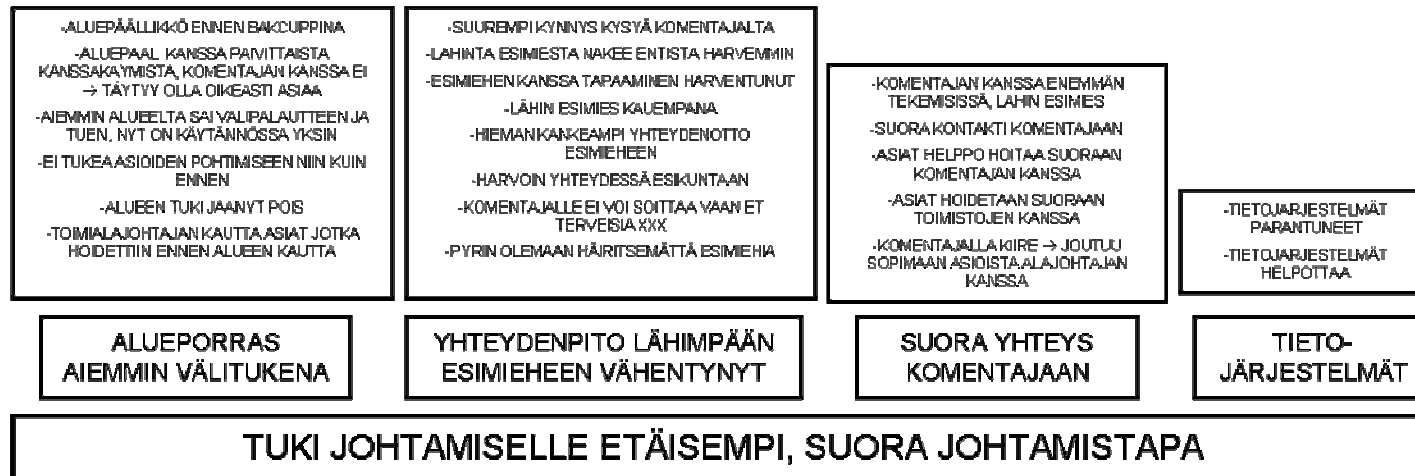 -ALUEPÄÄLLIKKÖ ENNEN BAKCUPPINA
-ALUEPAAL KANSSA PAIVITTAISTA
KANSSAKAYMISTA, KOMENTAJAN KANSSA EI
→ TÄYTYY OLLA OIKEASTI ASIAA
-AIEMMIN ALUEELTA SAI VALIPALAUTTEEN JA
TUEN, NYT ON KÄYTÄNNÖSSA YKSIN
-EI TUKEA ASIOIDEN POHTIMISEEN NIIN KUIN
ENNEN
-ALUEEN TUKI JAANYT POIS
-TOIMIALAJOHTAJAN KAUTTA ASIAT JOTKA
HOIDETTIIN ENNEN ALUEEN KAUTTA
ALUEPORRAS
AIEMMIN VÄLITUKENA
-SUUREMPI KYNNYS KYSYÄ KOMENTAJALTA
-LAHINTA ESIMIESTA NAKEE ENTISTA HARVEMMIN
-ESIMIEHEN KANSSA TAPAAMINEN HARVENTUNUT
-LÄHIN ESIMIES KAUEMPANA
-HIEMAN KANKEAMPI YHTEYDENOTTO
ESIMIEHEEN
-HARVOIN YHTEYDESSÄ ESIKUNTAAN
-KOMENTAJALLE EI VOI SOITTAA VAAN ET
TERVEISIA XXX
-PYRIN OLEMAAN HÄIRITSEMÄTTÄ ESIMIEHIA
YHTEYDENPITO LÄHIMPÄÄN
ESIMIEHEEN VÄHENTYNYT
-KOMENTAJAN KANSSA ENEMMÄN
TEKEMISISSÄ, LAHIN ESIMIES
-SUORA KONTAKTI KOMENTAJAAN
-ASIAT HELPPO HOITAA SUORAAN
KOMENTAJAN KANSSA
-ASIAT HOIDETAAN SUORAAN
TOIMISTOJEN KANSSA
-KOMENTAJALLA KIIRE → JOUTUU
SOPIMAAN ASIOISTA ALAJOHTAJAN
KANSSA
SUORA YHTEYS
KOMENTAJAAN
-TIETOJARJESTELMÄT
PARANTUNEET
-TIETOJARJESTELMÄT
HELPOTTAA
TIETO-
JÄRJESTELMÄT
TUKI JOHTAMISELLE ETÄISEMPI, SUORA JOHTAMISTAPA